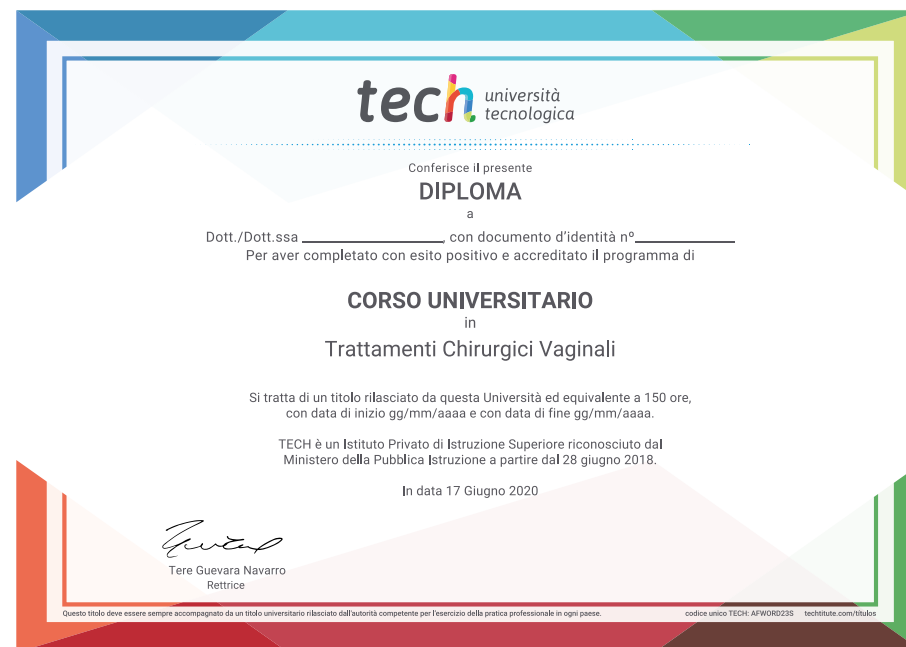 tech università
tecnologica
Conferisce il presente
DIPLOMA
a
Dott./Dott.ssa ________________, con documento d'identità nº____________
Per aver completato con esito positivo e accreditato il programma di
CORSO UNIVERSITARIO
in
Trattamenti Chirurgici Vaginali
Si tratta di un titolo rilasciato da questa Università ed equivalente a 150 ore,
con data di inizio gg/mm/aaaa e con data di fine gg/mm/aaaa.
TECH è un Istituto Privato di Istruzione Superiore riconosciuto dal
Ministero della Pubblica Istruzione a partire dal 28 giugno 2018.
In data 17 Giugno 2020
Tere Guevara Navarro
Rettrice
Questo titolo deve essere sempre accompagnato da un titolo universitario rilasciato dall'autorità competente per l'esercizio della pratica professionale in ogni paese. codice unico TECH: AFWORD23S techtitute.com/titulos